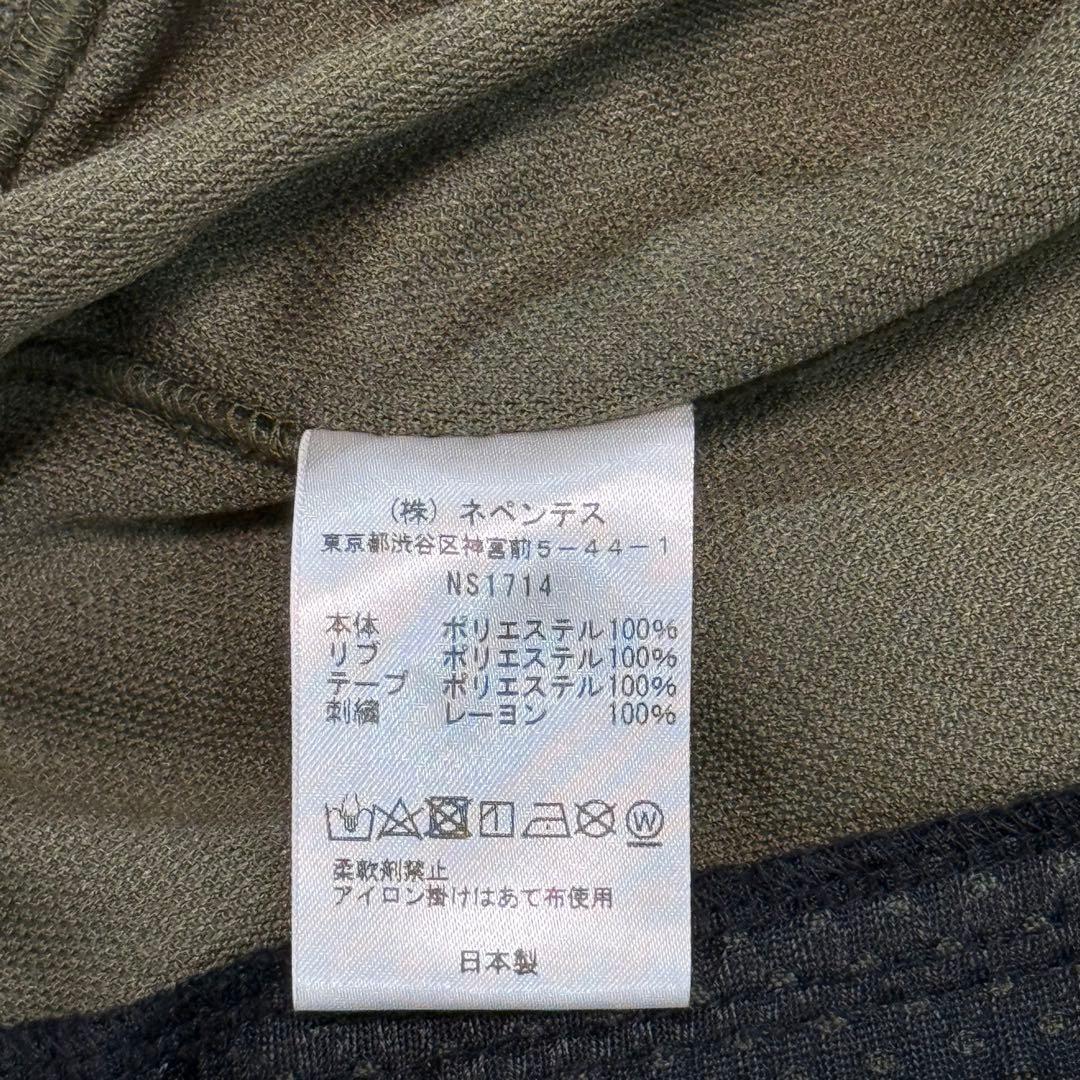 (株) ネペンテス
東京都渋谷区神宮前5-44-1
NS1714
本体 ポリエステル100%
リブ ポリエステル100%
テープ ポリエステル100%
刺繍 レーヨン 100%
W
柔軟剤禁止
アイロン掛けはあて布使用
日本製